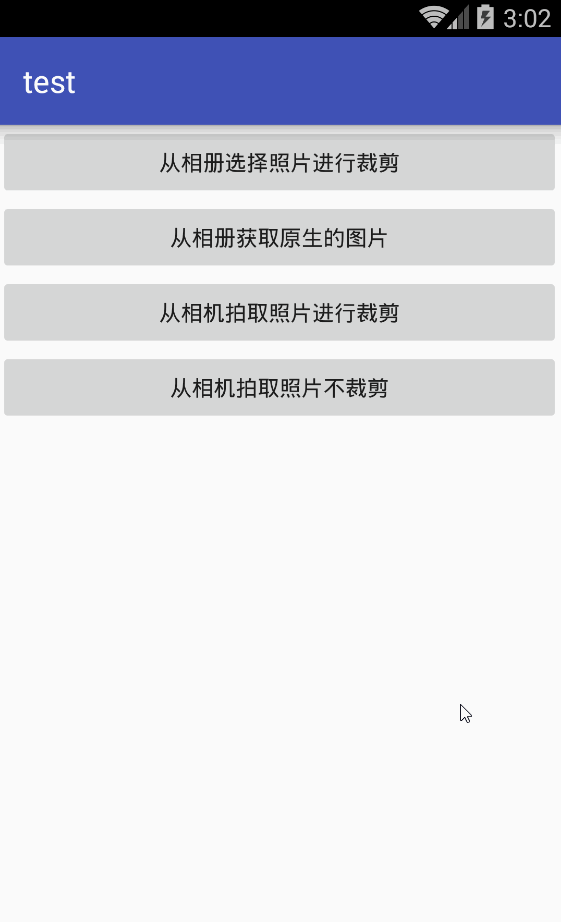 3:02
test
从相册选择照片进行裁剪
从相册获取原生的图片
从相机拍取照片进行裁剪
从相机拍取照片不裁剪